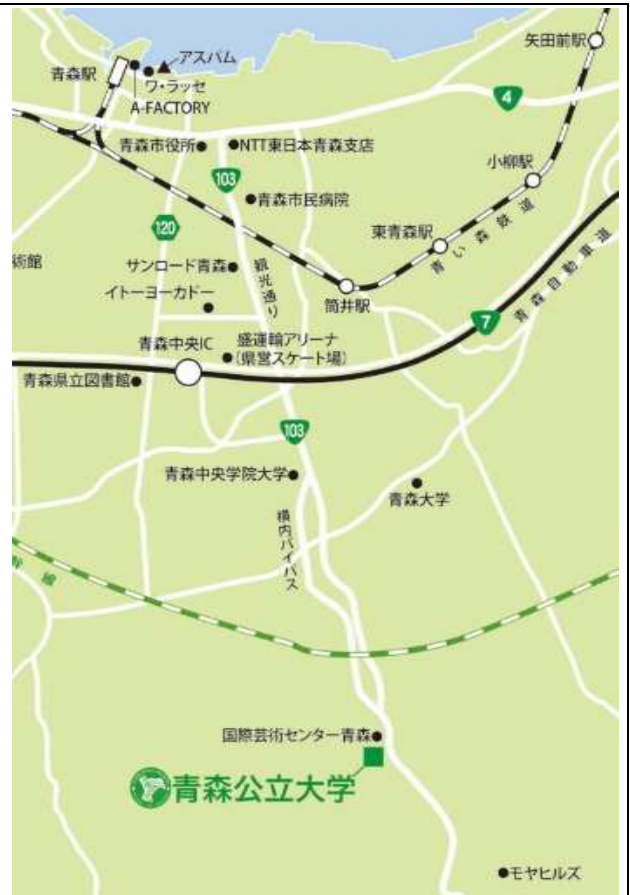 矢田前駅
アスパム
青森駅
ワ・ラッセ
A-FACTORY
4
青森市役所
NTT東日本青森支店
小柳駅
103
青森市民病院
120
東青森駅
青い森鉄道
術館
サンロード青森
観光通り
イトーヨーカドー
筒井駅
7
青森自動車道
青森中央IC
盛運輸アリーナ
(県営スケート場)
青森県立図書館
103
青森中央学院大学
青森大学
横内バイパス
幹線
国際芸術センター青森
青森公立大学
モヤヒルズ